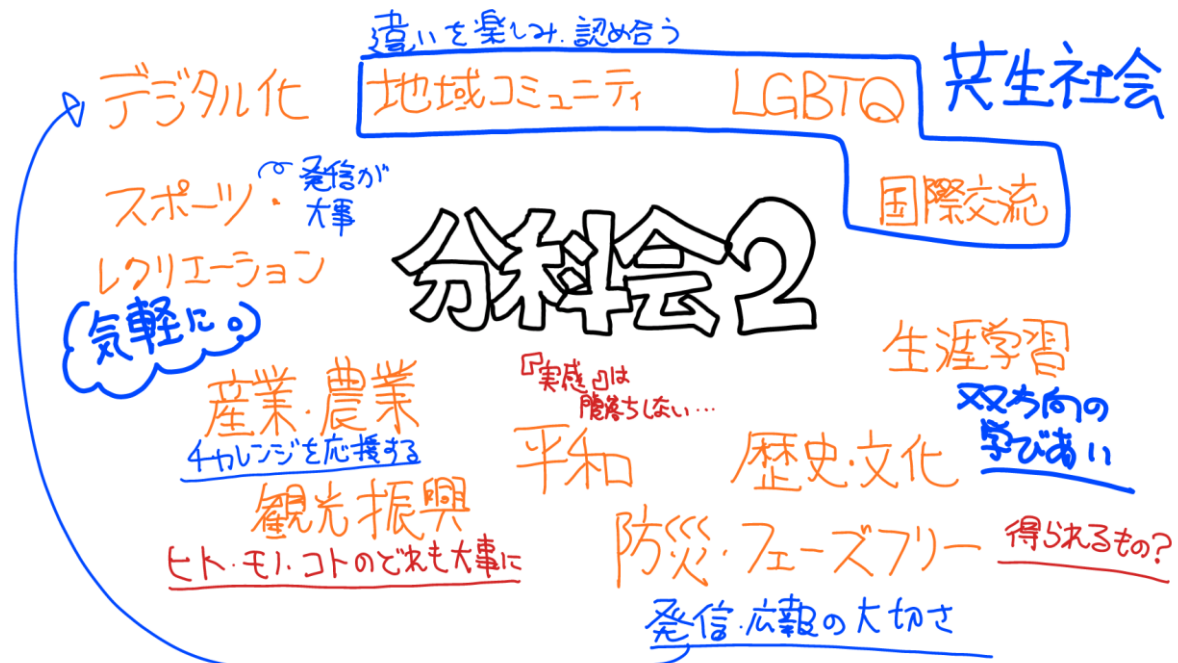 違いを楽しみ、認め合う
デジタル化
地域コミュニティ
LGBTQ
共生社会
国際交流
スポーツ・
レクリエーション
発信が
大事
気軽に。
分科会2
産業・農業
チャレンジを応援する
観光振興
ヒト・モノ・コトのどれも大事に
『実感』は
腹落ちしない…
平和
歴史・文化
生涯学習
双方向の
学びあい
防災・フェーズフリー
得られるもの?
発信・広報の大切さ